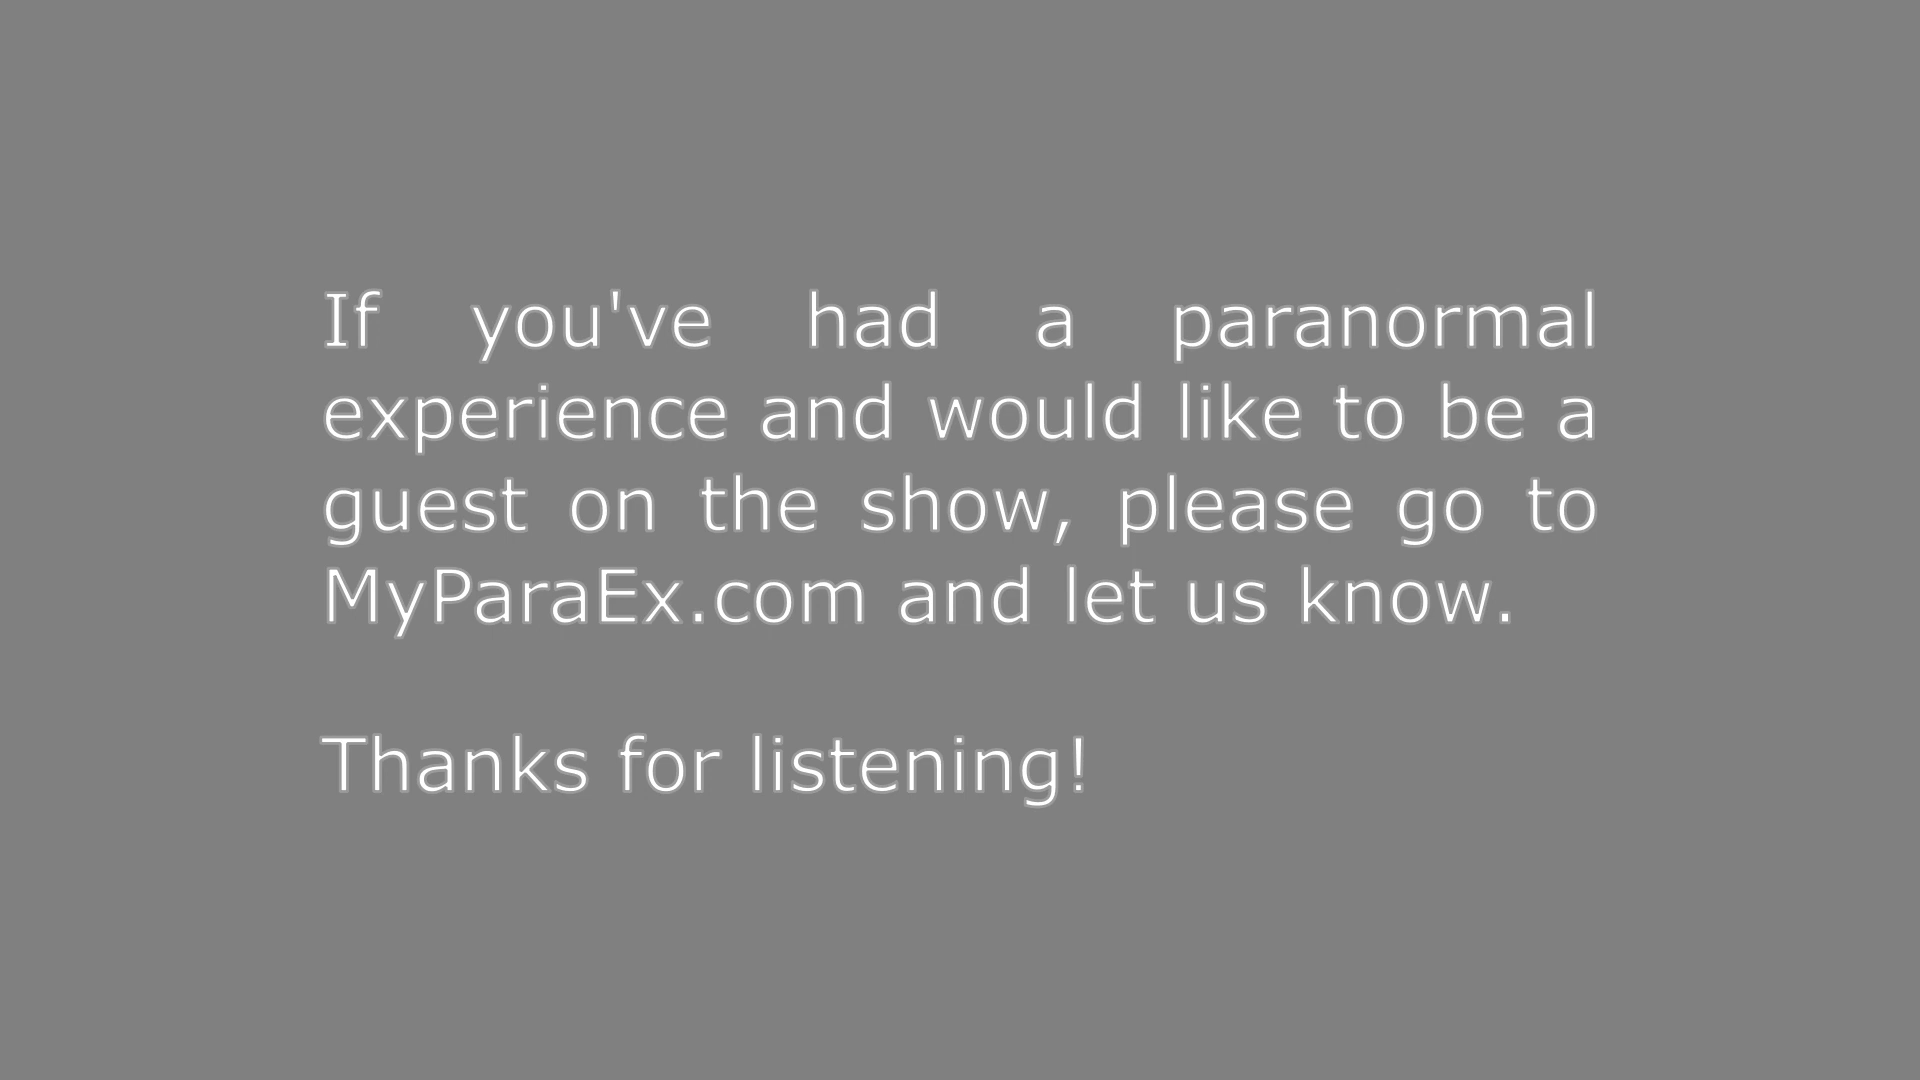 If you've had a paranormal
experience and would like to be a
guest on the show, please go to
MyParaEx.com and let us know.
Thanks for listening!